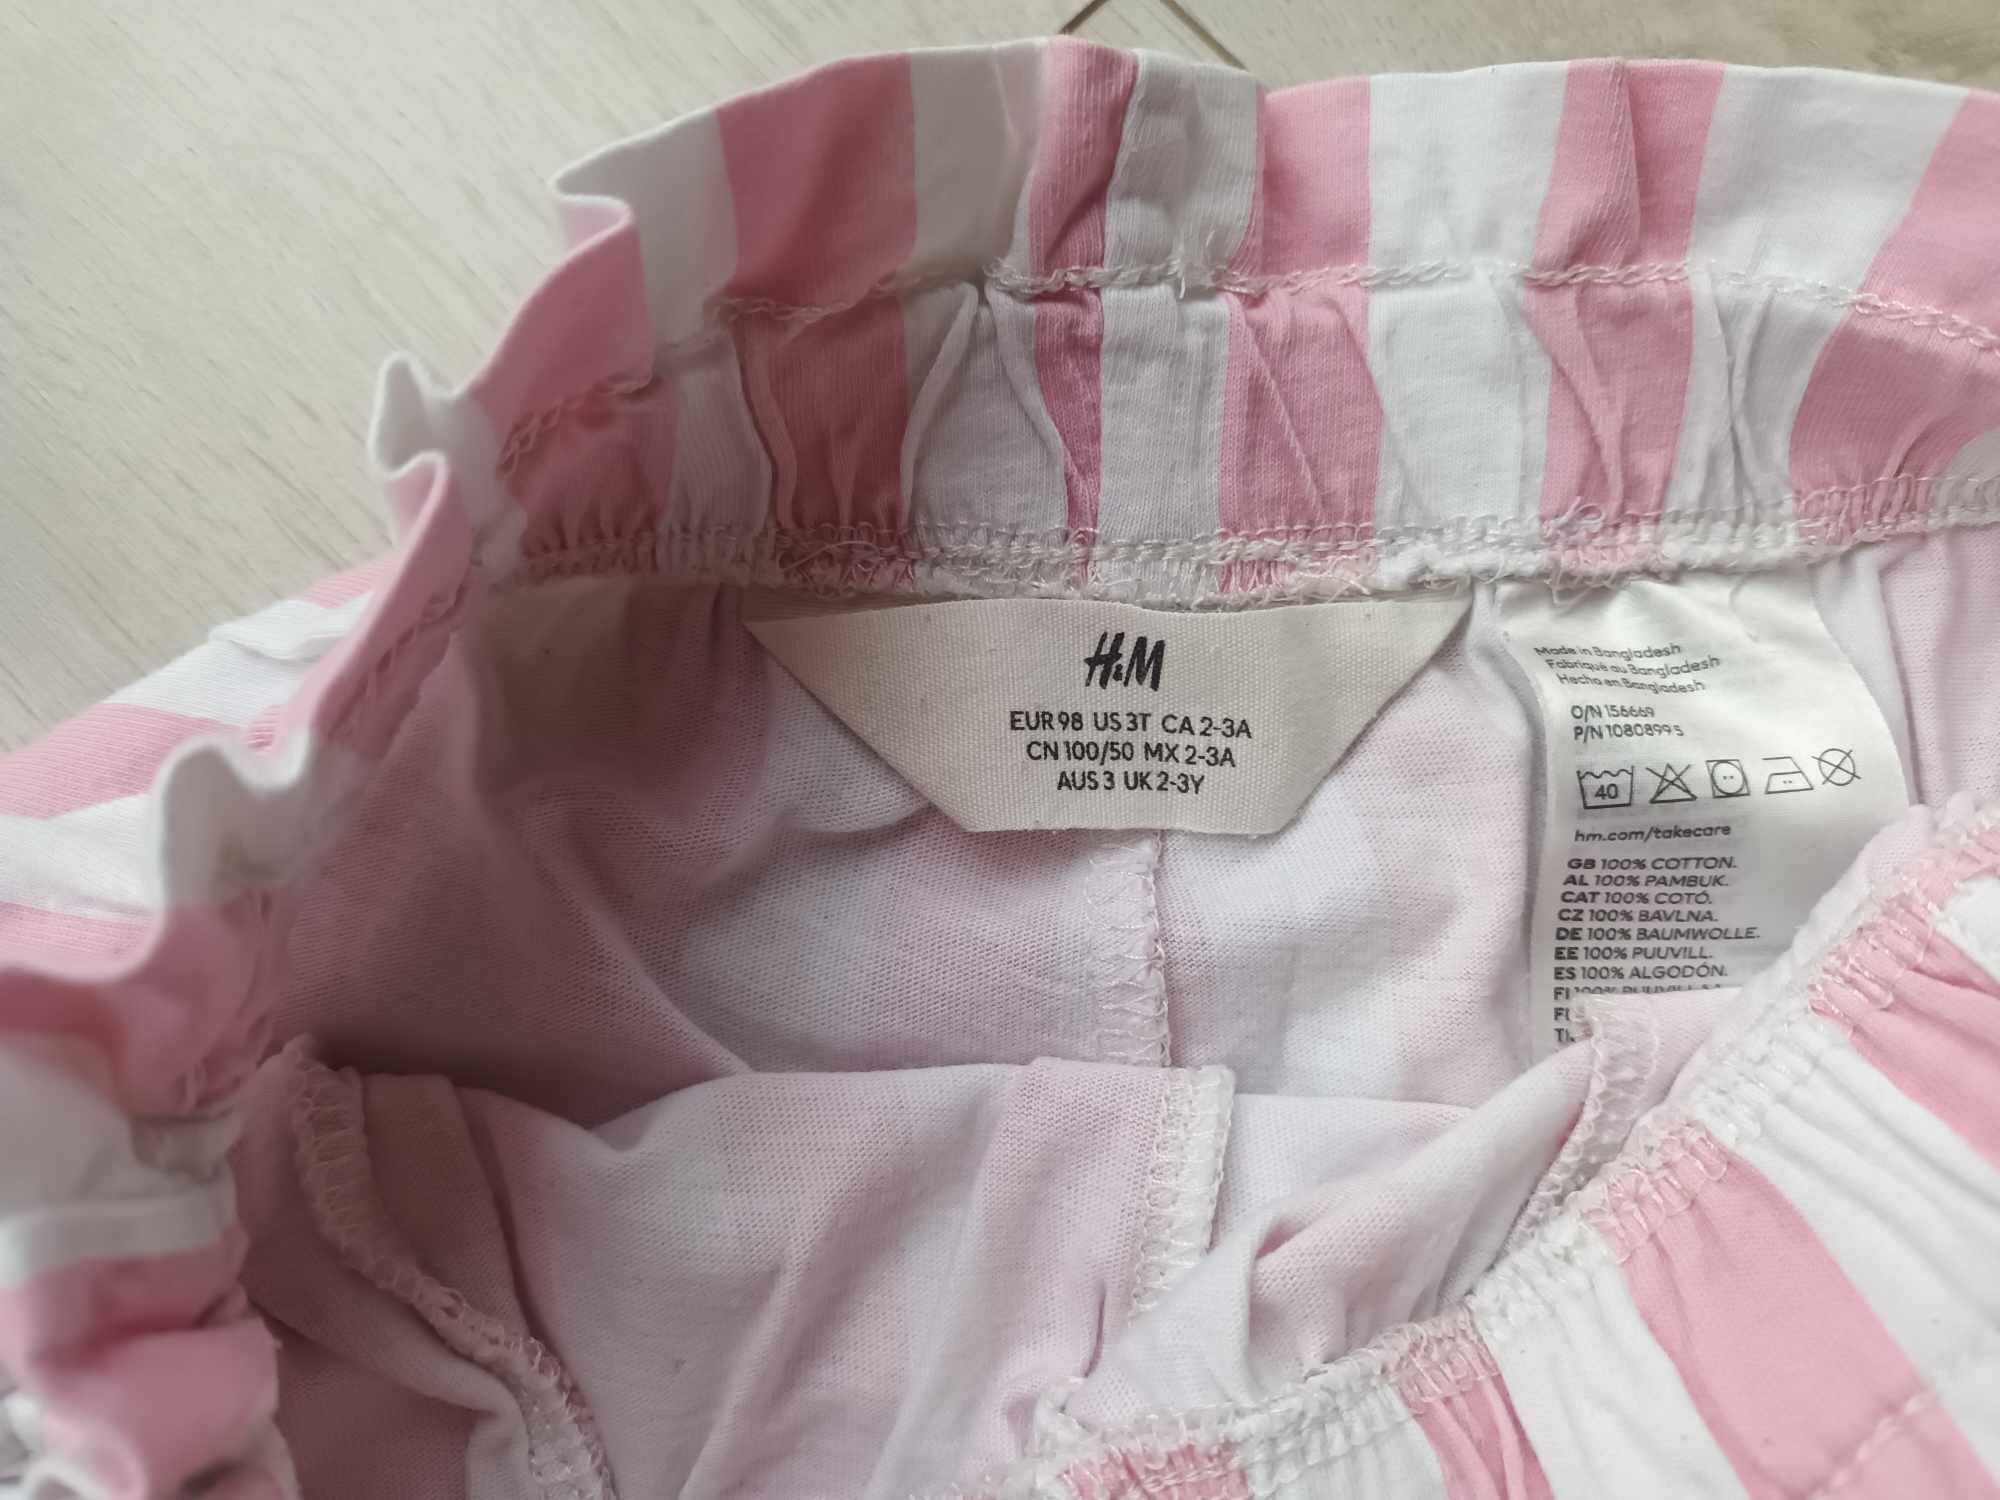 H&M
EUR 98 US 3T CA 2-3A
CN 100/50 MX 2-3A
AUS 3 UK 2-3Y
Made in Bangladesh
Fabriqué au Bangladesh
Hecho en Bangladesh
O/N 156669
P/N 1080899 5
40
hm.com/takecare
GB 100% COTTON.
AL 100% PAMBUK.
CAT 100% COTÓ.
CZ 100% BAVLNA.
DE 100% BAUMWOLLE.
EE 100% PUUVILL.
ES 100% ALGODÓN.